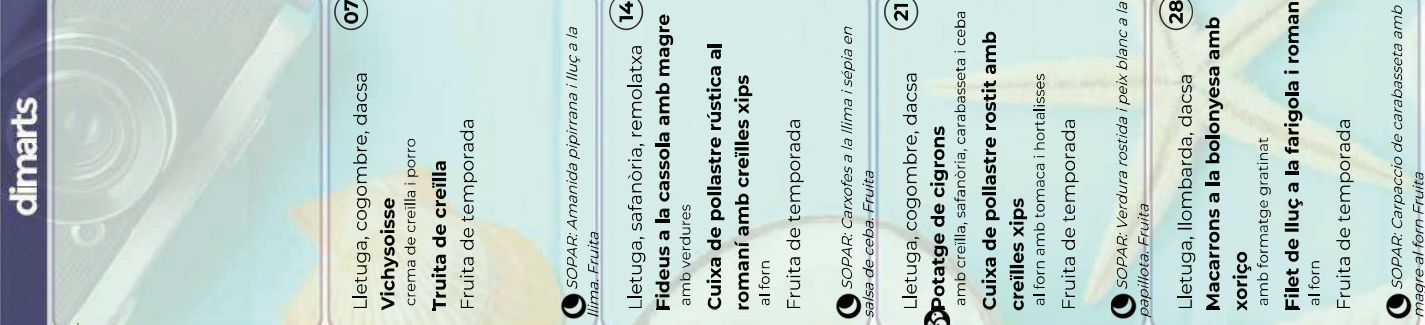 dimarts
07
Lletuga, cogombre, dacsa
Vichysoisse
crema de creïlla i porro
Truita de creïlla
Fruita de temporada
SOPAR: Amanida pipirrana i lluç a la
llima. Fruita
14
Lletuga, safanòria, remolatxa
Fideus a la cassola amb magre
amb verdures
Cuixa de pollastre rústica al
romaní amb creïlles xips
al forn
Fruita de temporada
SOPAR: Carxofes a la llima i sépia en
salsa de ceba. Fruita
21
Lletuga, cogombre, dacsa
Potatge de cigrons
amb creïlla, safanòria, carabasseta i ceba
Cuixa de pollastre rostit amb
creïlles xips
al forn amb tomaca i hortalisses
Fruita de temporada
SOPAR: Verdura rostida i peix blanc a la
papillota. Fruita
28
Lletuga, llombarda, dacsa
Macarrons a la bolonyesa amb
xoriço
amb formatge gratinat
Filet de lluç a la farigola i roman
al forn
Fruita de temporada
SOPAR: Carpaccio de carabasseta amb
magre al forn. Fruita